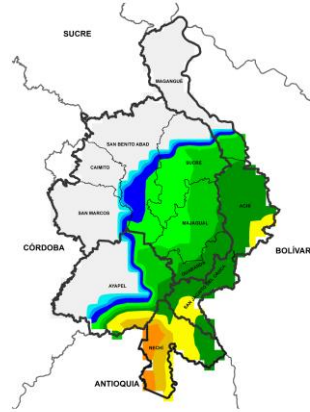 SUCRE
MAGANGUÉ
SAN BENITO ABAD
CAIMITO
SUCRE
SAN MARCOS
ACHÍ
MAJAGUAL
CÓRDOBA
BOLÍVAR
AYAPEL
NECHÍ
ANTIOQUIA